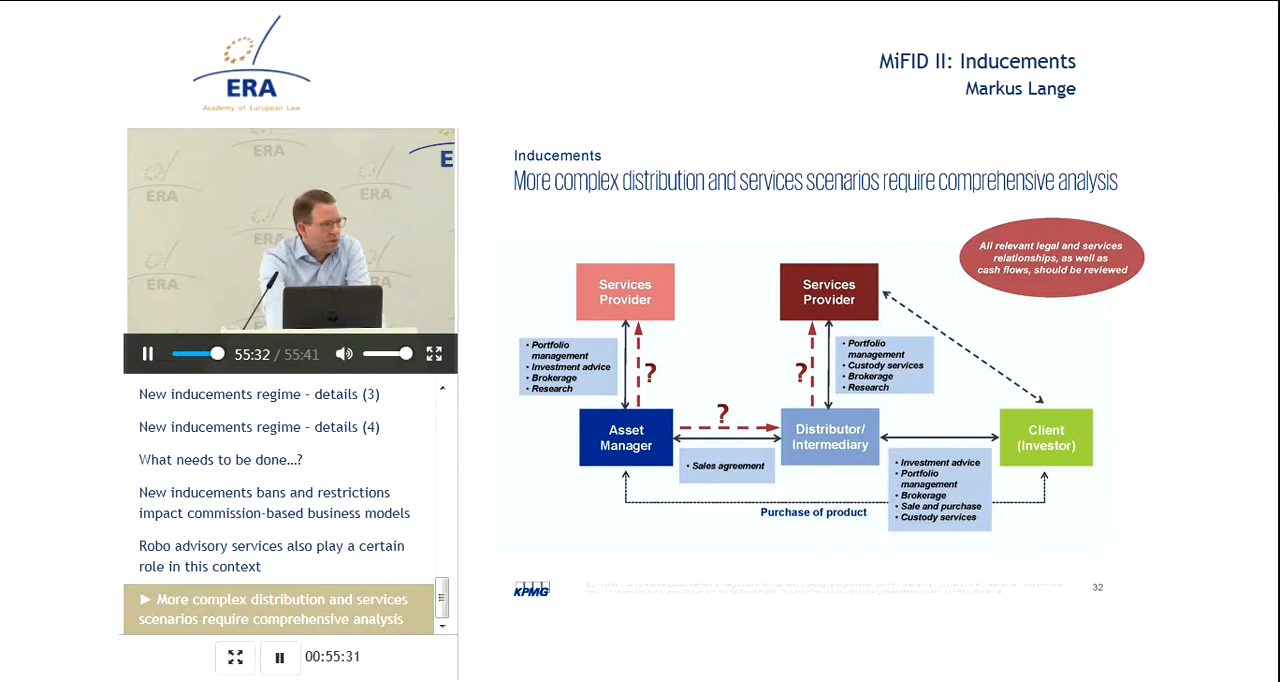 ERA
Academy of European Law
MiFID II: Inducements
Markus Lange
ERA
ERA
ERA
ERA
ERA
ERA
E
55:32 / 55:41
New inducements regime - details (3)
New inducements regime - details (4)
What needs to be done...?
New inducements bans and restrictions
impact commission-based business models
Robo advisory services also play a certain
role in this context
► More complex distribution and services
scenarios require comprehensive analysis
00:55:31
Inducements
More complex distribution and services scenarios require comprehensive analysis
All relevant legal and services
relationships, as well as
cash flows, should be reviewed
Services
Provider
Services
Provider
• Portfolio
management
• Investment advice
• Brokerage
• Research
?
?
• Portfolio
management
• Custody services
• Brokerage
• Research
Asset
Manager
?
Distributor/
Intermediary
Client
(Investor)
• Sales agreement
• Investment advice
• Portfolio
management
• Brokerage
• Sale and purchase
• Custody services
Purchase of product
KPMG
32